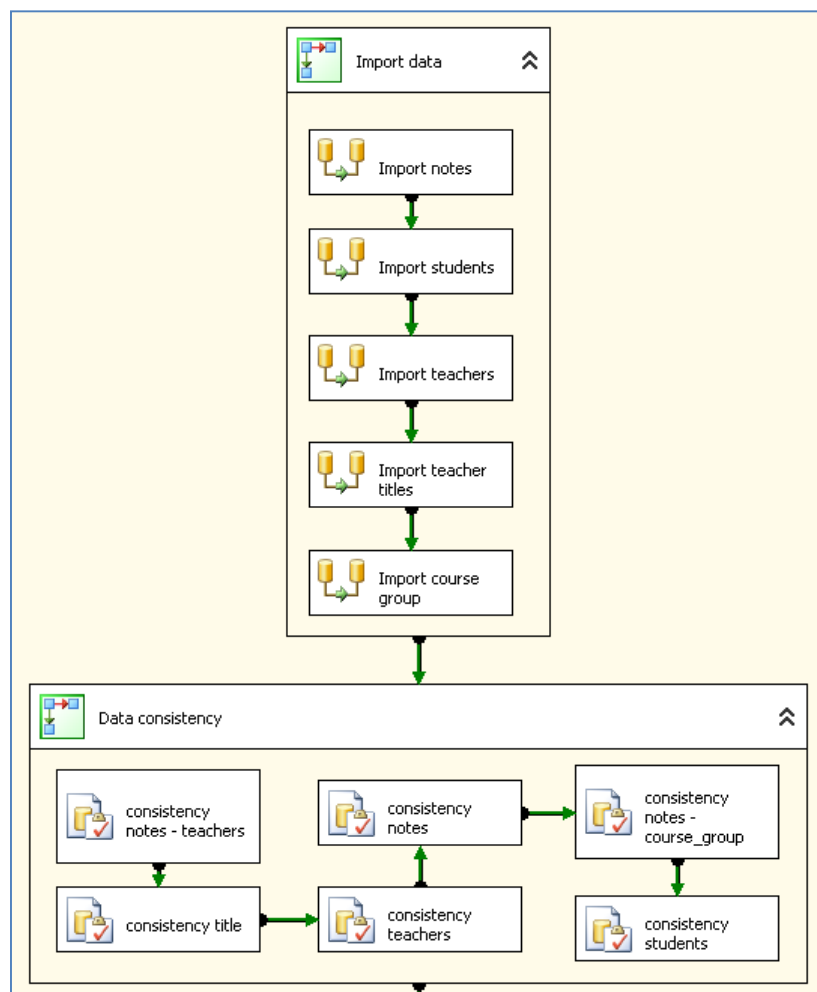 Import data
Import notes
Import students
Import teachers
Import teacher
titles
Import course
group
Data consistency
consistency
notes - teachers
consistency title
consistency
teachers
consistency
notes
consistency
notes -
course_group
consistency
students